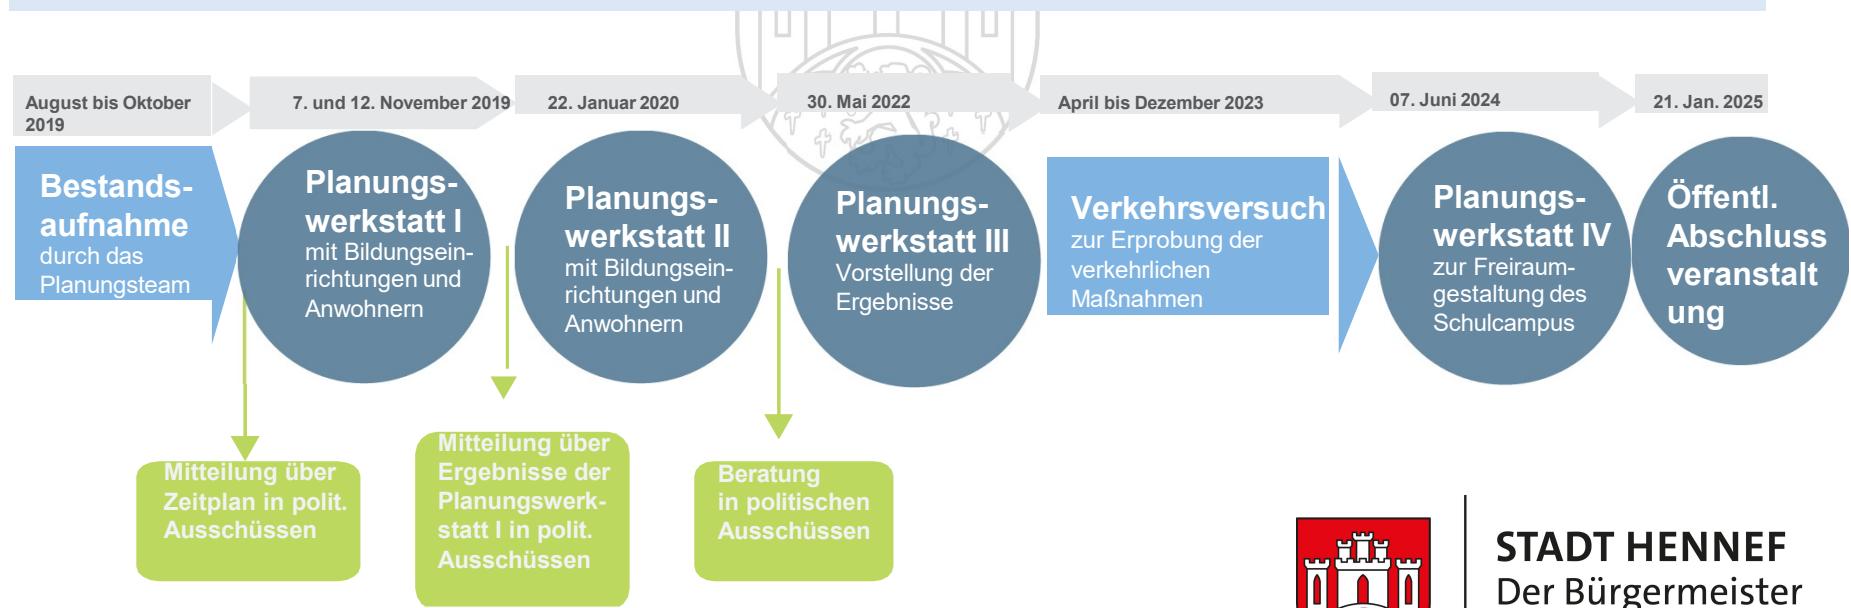 August bis Oktober
2019
7. und 12. November 2019
22. Januar 2020
30. Mai 2022
April bis Dezember 2023
07. Juni 2024
21. Jan. 2025
Bestands-
aufnahme
durch das
Planungsteam
Planungs-
werkstatt I
mit Bildungsein-
richtungen und
Anwohnern
Planungs-
werkstatt II
mit Bildungsein-
richtungen und
Anwohnern
Planungs-
werkstatt III
Vorstellung der
Ergebnisse
Verkehrsversuch
zur Erprobung der
verkehrlichen
Maßnahmen
Planungs-
werkstatt IV
zur Freiraum-
gestaltung des
Schulcampus
Öffentl.
Abschluss
veranstalt
ung
Mitteilung über
Zeitplan in polit.
Ausschüssen
Mitteilung über
Ergebnisse der
Planungswerk-
statt I in polit.
Ausschüssen
Beratung
in politischen
Ausschüssen
STADT HENNEF
Der Bürgermeister